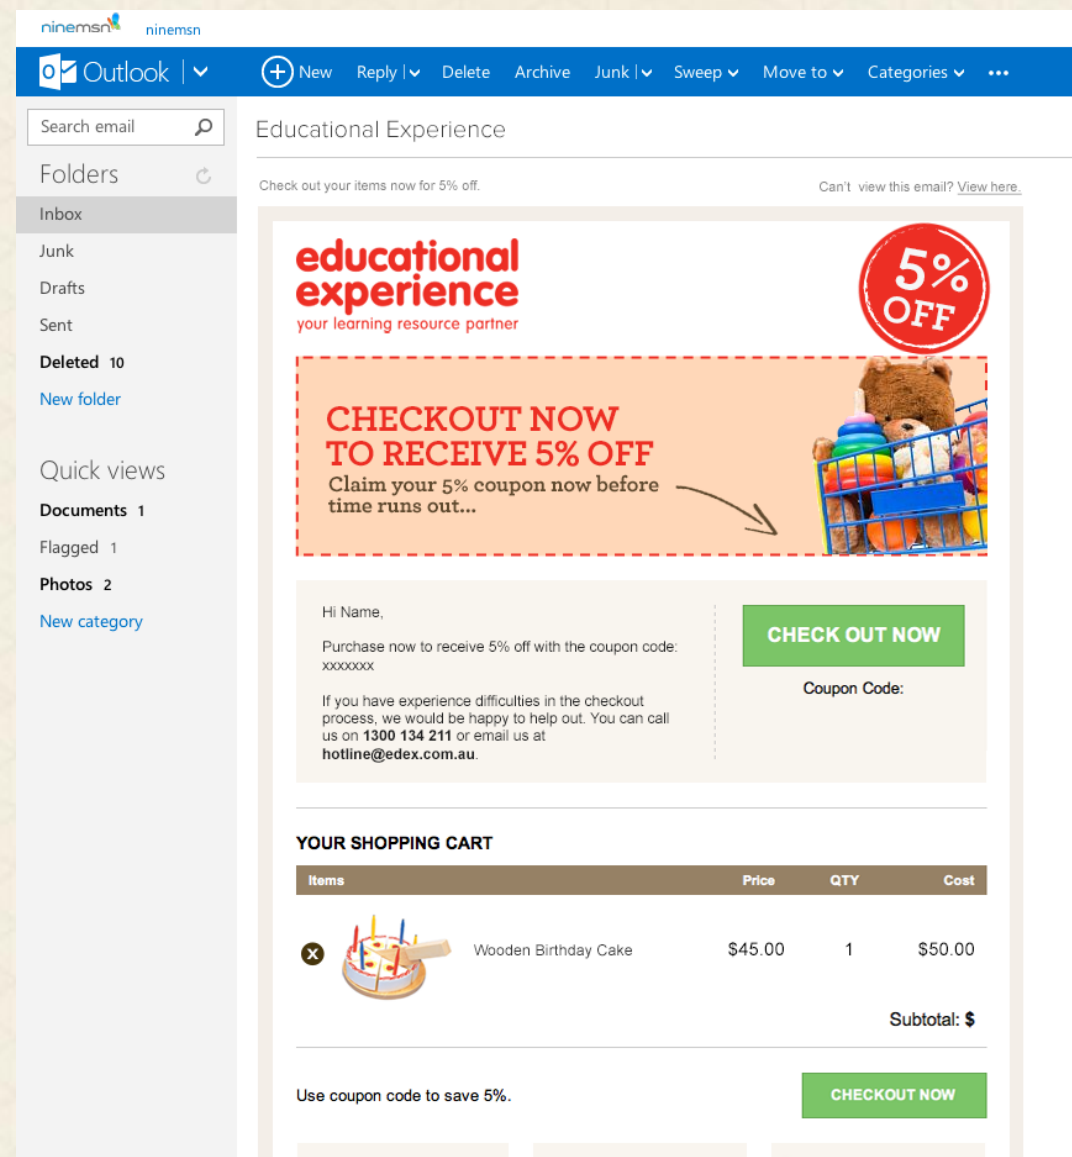 ninemsn
ninemsn
Outlook
New Reply Delete Archive Junk Sweep Move to Categories
Search email
Folders
Inbox
Junk
Drafts
Sent
Deleted 10
New folder
Quick views
Documents 1
Flagged 1
Photos 2
New category
Educational Experience
Check out your items now for 5% off.
Can't view this email? View here.
educational
experience
your learning resource partner
5%
OFF
CHECKOUT NOW
TO RECEIVE 5% OFF
Claim your 5% coupon now before
time runs out...
Hi Name,
Purchase now to receive 5% off with the coupon code:
xxxxxxx
If you have experience difficulties in the checkout
process, we would be happy to help out. You can call
us on 1300 134 211 or email us at
hotline@edex.com.au.
CHECK OUT NOW
Coupon Code:
YOUR SHOPPING CART
Items Price QTY Cost
Wooden Birthday Cake $45.00 1 $50.00
Subtotal: $
Use coupon code to save 5%.
CHECKOUT NOW